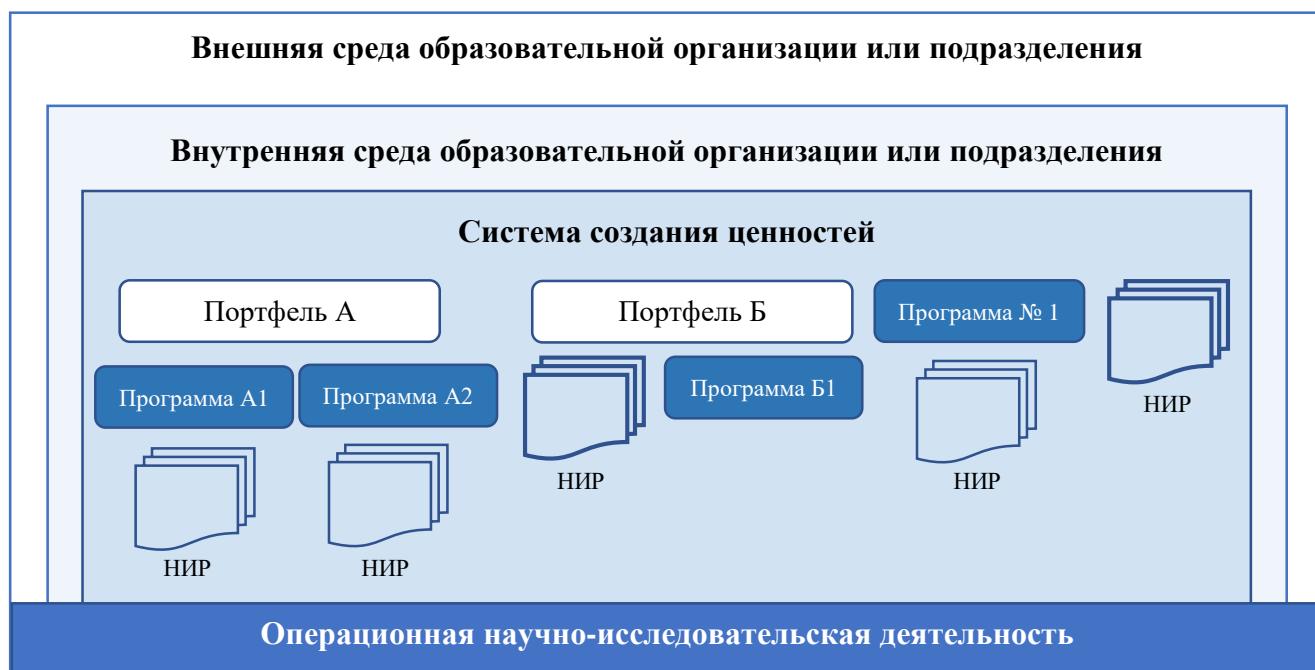 Внешняя среда образовательной организации или подразделения
Внутренняя среда образовательной организации или подразделения
Система создания ценностей
Портфель А
Портфель Б
Программа № 1
НИР
Программа А1
Программа А2
Программа Б1
НИР
НИР
НИР
НИР
Операционная научно-исследовательская деятельность